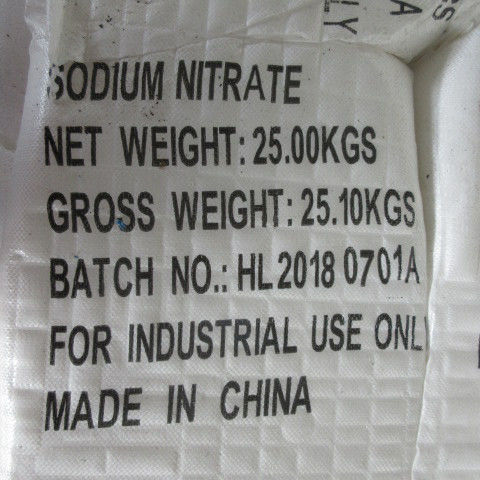 SODIUM NITRATE
NET WEIGHT: 25.00KGS
GROSS WEIGHT: 25.10KGS
BATCH NO.: HL2018 0701A
FOR INDUSTRIAL USE ONL
MADE IN CHINA